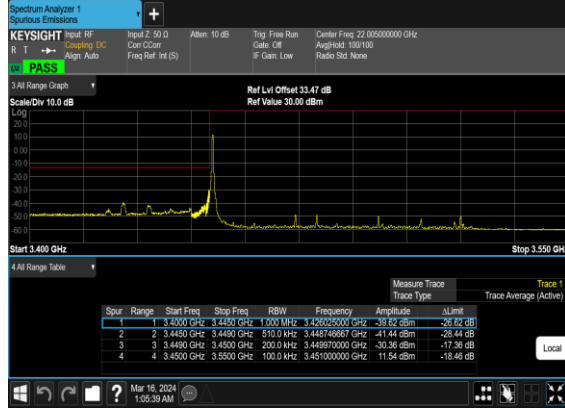 Spectrum Analyzer 1
Spurious Emissions
KEYSIGHT Input: RF Input Z: 50 Ω Atten: 10 dB Trig: Free Run Center Freq: 22.005000000 GHz
R T Coupling: DC Corr CCorr Gate: Off Avg|Hold: 100/100
Align: Auto Freq Ref: Int (S) IF Gain: Low Radio Std: None
PASS
3 All Range Graph
Ref Lvl Offset 33.47 dB
Scale/Div 10.0 dB Ref Value 30.00 dBm
Log
20.0
10.0
0.00
-10.0
-20.0
-30.0
-40.0
-50.0
-60.0
Start 3.400 GHz Stop 3.550 GH
4 All Range Table
Measure Trace Trace 1
Trace Type Trace Average (Active)
Spur Range Start Freq Stop Freq RBW Frequency Amplitude ΔLimit
1 1 3.4000 GHz 3.4450 GHz 1.000 MHz 3.426025000 GHz -39.62 dBm -26.62 dB
2 2 3.4450 GHz 3.4490 GHz 510.0 kHz 3.448746667 GHz -41.44 dBm -28.44 dB
3 3 3.4490 GHz 3.4500 GHz 200.0 kHz 3.449970000 GHz -30.36 dBm -17.36 dB
4 4 3.4500 GHz 3.5500 GHz 100.0 kHz 3.451000000 GHz 11.54 dBm -18.46 dB
Local
Mar 16, 2024
1:05:39 AM